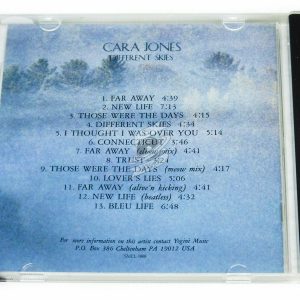 CARA JONES
DIFFERENT SKIES
1. FAR AWAY 4:39
2. NEW LIFE 7:13
3. THOSE WERE THE DAYS 4:15
4. DIFFERENT SKIES 4:34
5. I THOUGHT I WAS OVER YOU 5:14
6. CONNECTICUT 3:46
7. FAR AWAY mix) 4:41
8. TRUST 3:24
9. THOSE WERE THE DAYS (meow mix) 4:17
10. LOVER'S LIES 5:06
11. FAR AWAY (alive'n kicking) 4:41
12. NEW LIFE (beatless) 4:32
13. BLEU LIFE 6:48
For more information on this artist contact Yogini Music
P.O. Box 386 Cheltenham PA 19012 USA